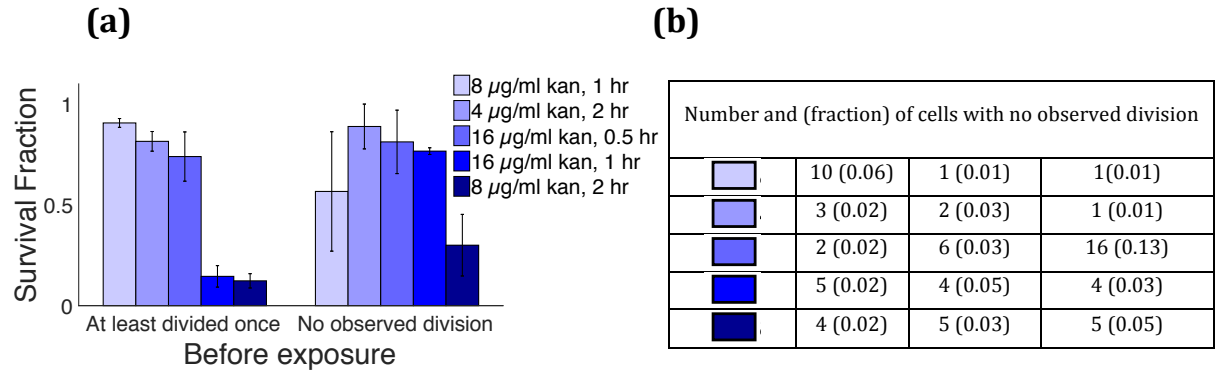 (a)
1
0.5
0
Survival Fraction
8 µg/ml kan, 1 hr
4 µg/ml kan, 2 hr
16 µg/ml kan, 0.5 hr
16 µg/ml kan, 1 hr
8 µg/ml kan, 2 hr
At least divided once No observed division
Before exposure
(b)
Number and (fraction) of cells with no observed division
10 (0.06) 1 (0.01) 1(0.01)
3 (0.02) 2 (0.03) 1 (0.01)
2 (0.02) 6 (0.03) 16 (0.13)
5 (0.02) 4 (0.05) 4 (0.03)
4 (0.02) 5 (0.03) 5 (0.05)